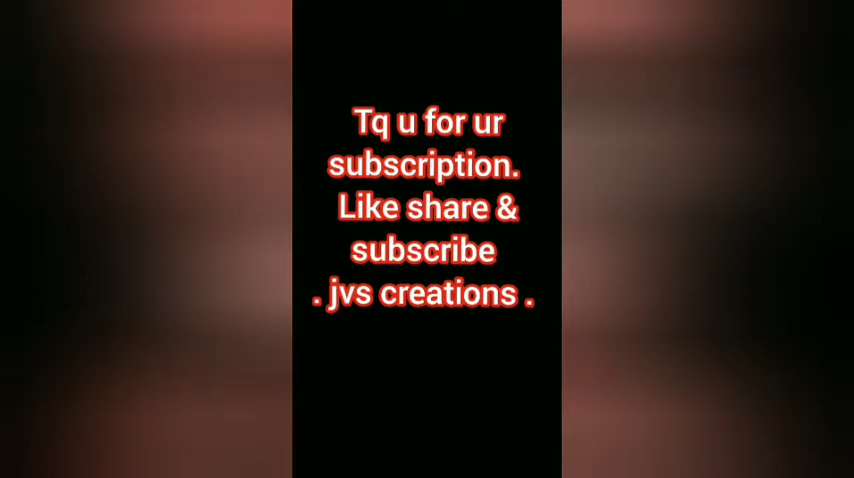 Tq u for ur
subscription.
Like share &
subscribe
. jvs creations .